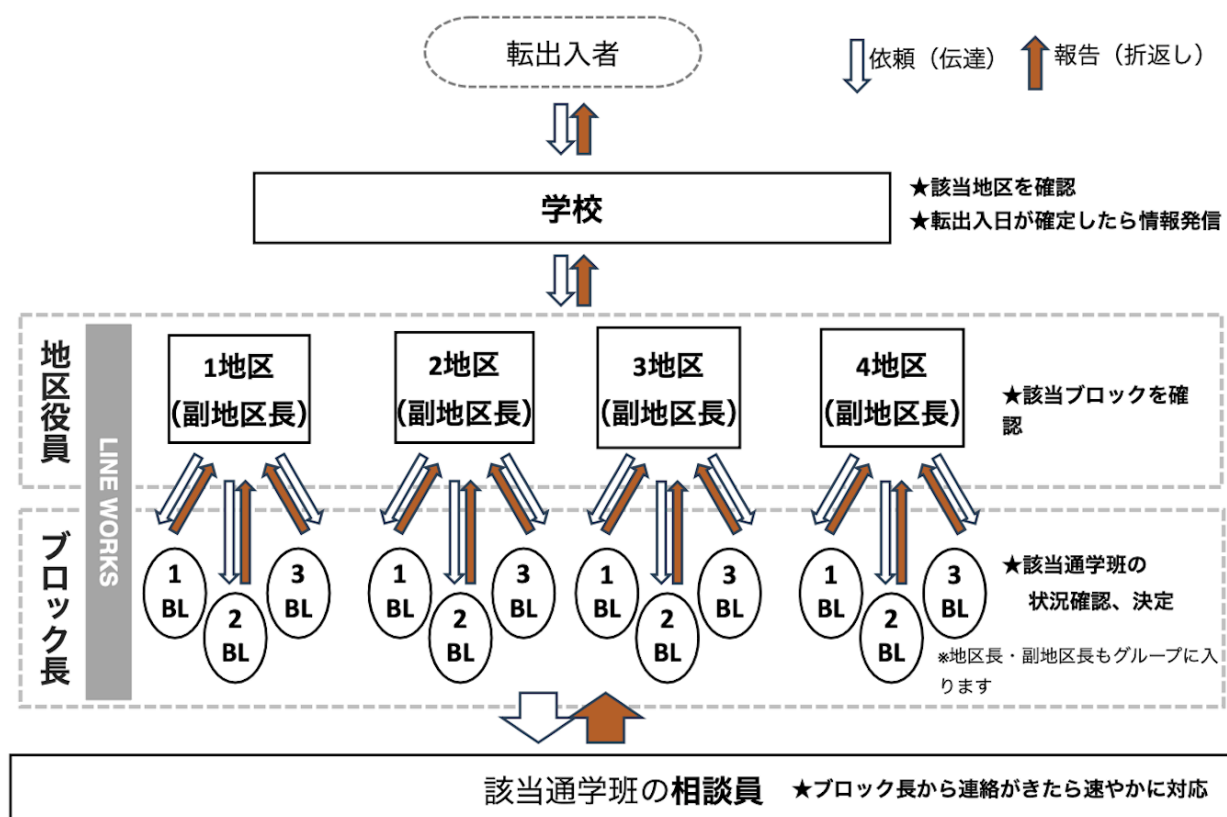 転出入者
依頼（伝達）
報告（折返し）
学校
★該当地区を確認
★転出入日が確定したら情報発信
地区役員
LINE WORKS
1地区
(副地区長)
2地区
(副地区長)
3地区
(副地区長)
4地区
(副地区長)
★該当ブロックを確
認
ブロック長
1
BL
2
BL
3
BL
1
BL
2
BL
3
BL
1
BL
2
BL
3
BL
1
BL
2
BL
3
BL
★該当通学班の
状況確認、決定
※地区長・副地区長もグループに入
ります
該当通学班の相談員
★ブロック長から連絡がきたら速やかに対応